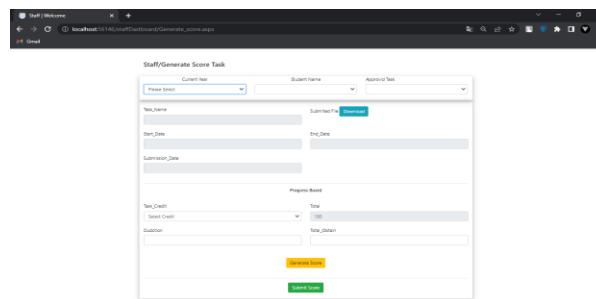 Staff | Welcome
localhost:56146/staffDashboard/Generate_score.aspx
Gmail
Staff/Generate Score Task
Current Year Student Name Approvid Task
Please Select
Task_Name Submitted File Download
Start_Date End_Date
Submission_Date
Progress Board
Task_Credit Total
Select Credit 100
Total_Obtain
Generate Score
Submit Score